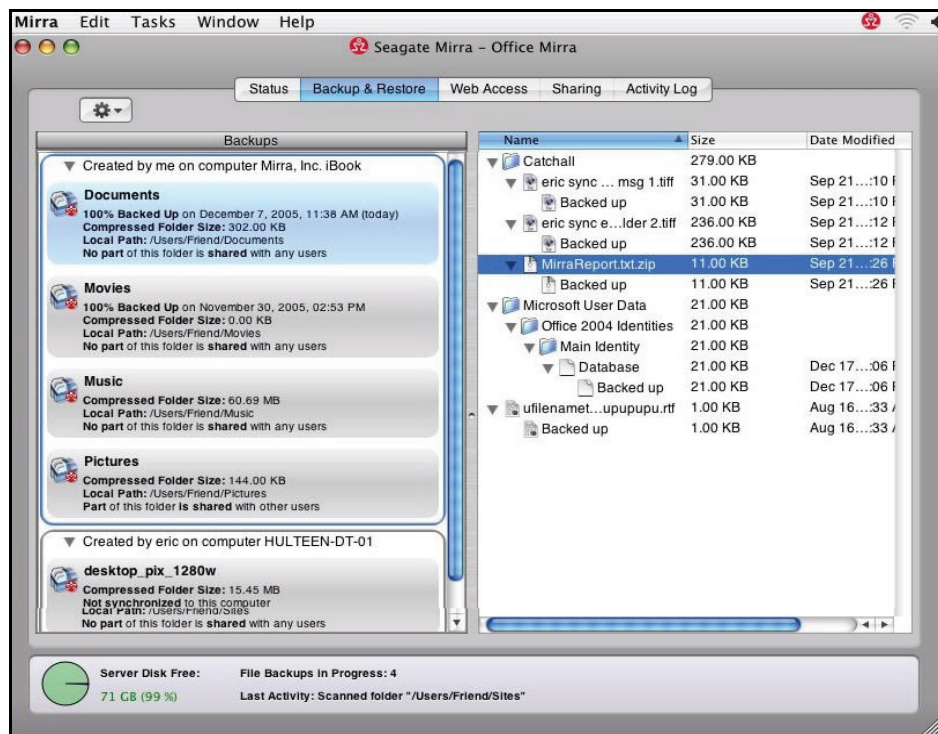 Mirra Edit Tasks Window Help
Seagate Mirra – Office Mirra
Status Backup & Restore Web Access Sharing Activity Log
Backups
Created by me on computer Mirra, Inc. iBook
Documents
100% Backed Up on December 7, 2005, 11:38 AM (today)
Compressed Folder Size: 302.00 KB
Local Path: /Users/Friend/Documents
No part of this folder is shared with any users
Movies
100% Backed Up on November 30, 2005, 02:53 PM
Compressed Folder Size: 0.00 KB
Local Path: /Users/Friend/Movies
No part of this folder is shared with any users
Music
Compressed Folder Size: 60.69 MB
Local Path: /Users/Friend/Music
No part of this folder is shared with any users
Pictures
Compressed Folder Size: 144.00 KB
Local Path: /Users/Friend/Pictures
Part of this folder is shared with other users
Created by eric on computer HULTEEN-DT-01
desktop_pix_1280w
Compressed Folder Size: 15.45 MB
Not synchronized to this computer
Local Path: /Users/Friend/Sites
No part of this folder is shared with any users
Name Size Date Modified
Catchall 279.00 KB
eric sync ... msg 1.tiff 31.00 KB Sep 21...:10
Backed up 31.00 KB Sep 21...:10
eric sync e...lder 2.tiff 236.00 KB Sep 21...:12
Backed up 236.00 KB Sep 21...:12
MirraReport.txt.zip 11.00 KB Sep 21...:26
Backed up 11.00 KB Sep 21...:26
Microsoft User Data 21.00 KB
Office 2004 Identities 21.00 KB
Main Identity 21.00 KB
Database 21.00 KB Dec 17...:06
Backed up 21.00 KB Dec 17...:06
ufilenamet...upupupu.rtf 1.00 KB Aug 16...:33
Backed up 1.00 KB Aug 16...:33
Server Disk Free: File Backups in Progress: 4
71 GB (99 %) Last Activity: Scanned folder "/Users/Friend/Sites"